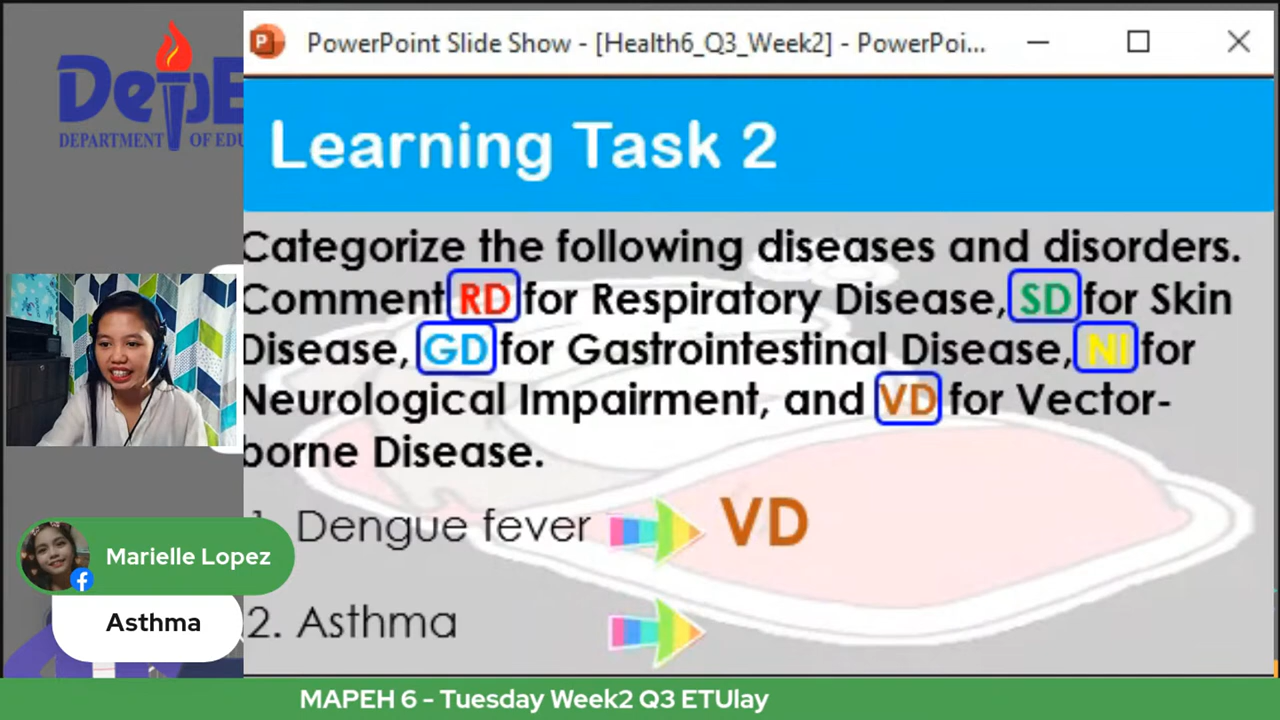 DepE
DEPARTMENT OF EDU
PowerPoint Slide Show - [Health6_Q3_Week2] - PowerPoi...
Learning Task 2
Categorize the following diseases and disorders.
Comment RD for Respiratory Disease, SD for Skin
Disease, GD for Gastrointestinal Disease, NI for
Neurological Impairment, and VD for Vector-
borne Disease.
1. Dengue fever VD
Marielle Lopez
Asthma
2. Asthma
MAPEH 6 - Tuesday Week2 Q3 ETUlay